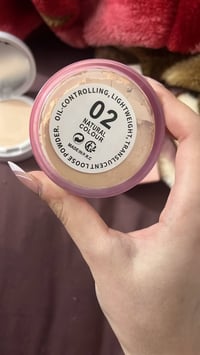 OIL-CONTROLLING, LIGHTWEIGHT, TRANSLUCENT LOOSE POWDER.
02
NATURAL
COLOUR
MADE IN P.R.C